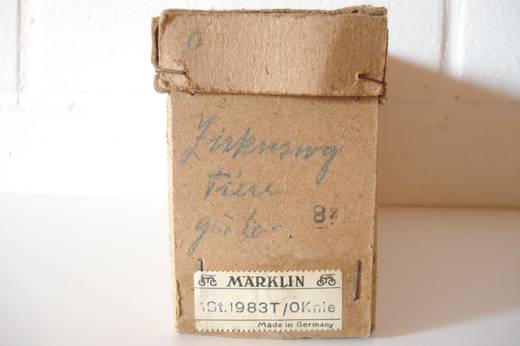 Zirkuswg
Tiere
8?
MÄRKLIN
1St.1983T/0Knie
Made in Germany